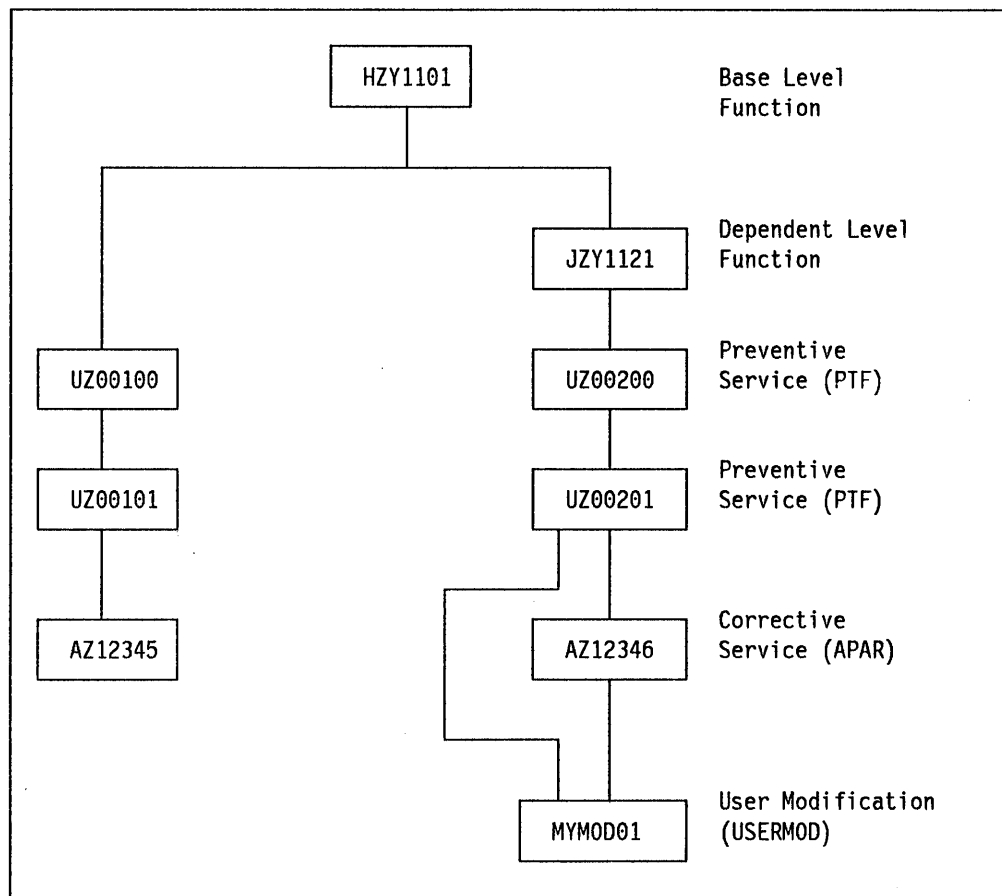 HZY1101
Base Level
Function
Dependent Level
Function
JZY1121
Preventive
Service (PTF)
UZ00100
UZ00200
Preventive
Service (PTF)
UZ00101
UZ00201
Corrective
Service (APAR)
AZ12345
AZ12346
User Modification
(USERMOD)
MYMOD01